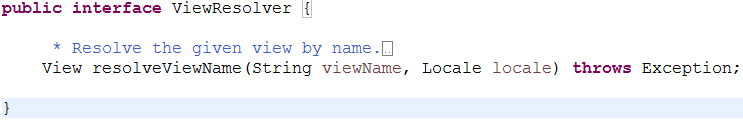 public interface ViewResolver {
* Resolve the given view by name...
View resolveViewName(String viewName, Locale locale) throws Exception;
}